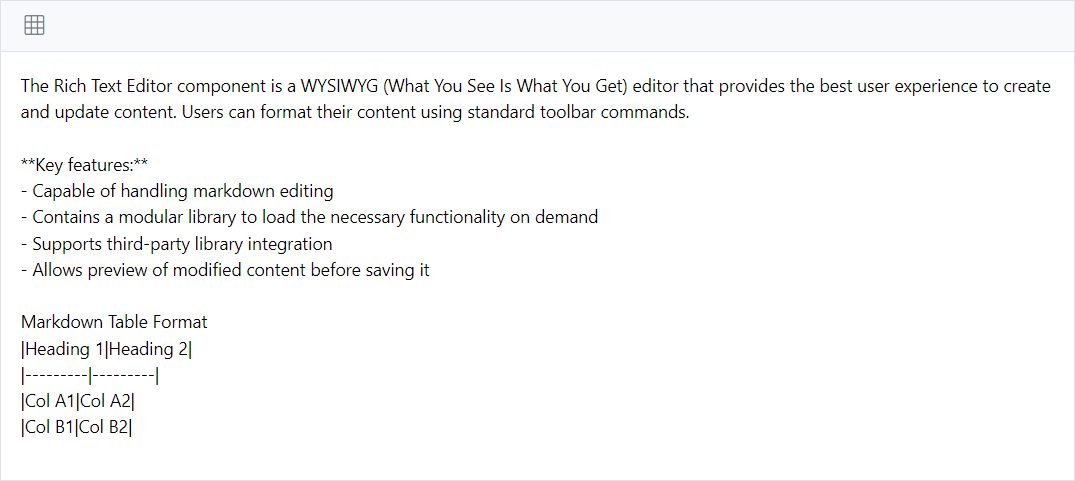 The Rich Text Editor component is a WYSIWYG (What You See Is What You Get) editor that provides the best user experience to create
and update content. Users can format their content using standard toolbar commands.
**Key features:**
- Capable of handling markdown editing
- Contains a modular library to load the necessary functionality on demand
- Supports third-party library integration
- Allows preview of modified content before saving it
Markdown Table Format
|Heading 1|Heading 2|
|---------|---------|
|Col A1|Col A2|
|Col B1|Col B2|